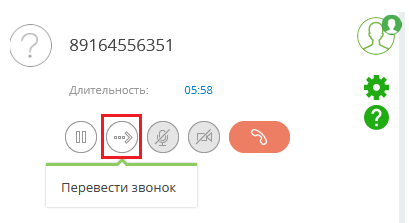 89164556351
Длительность: 05:58
Перевести звонок